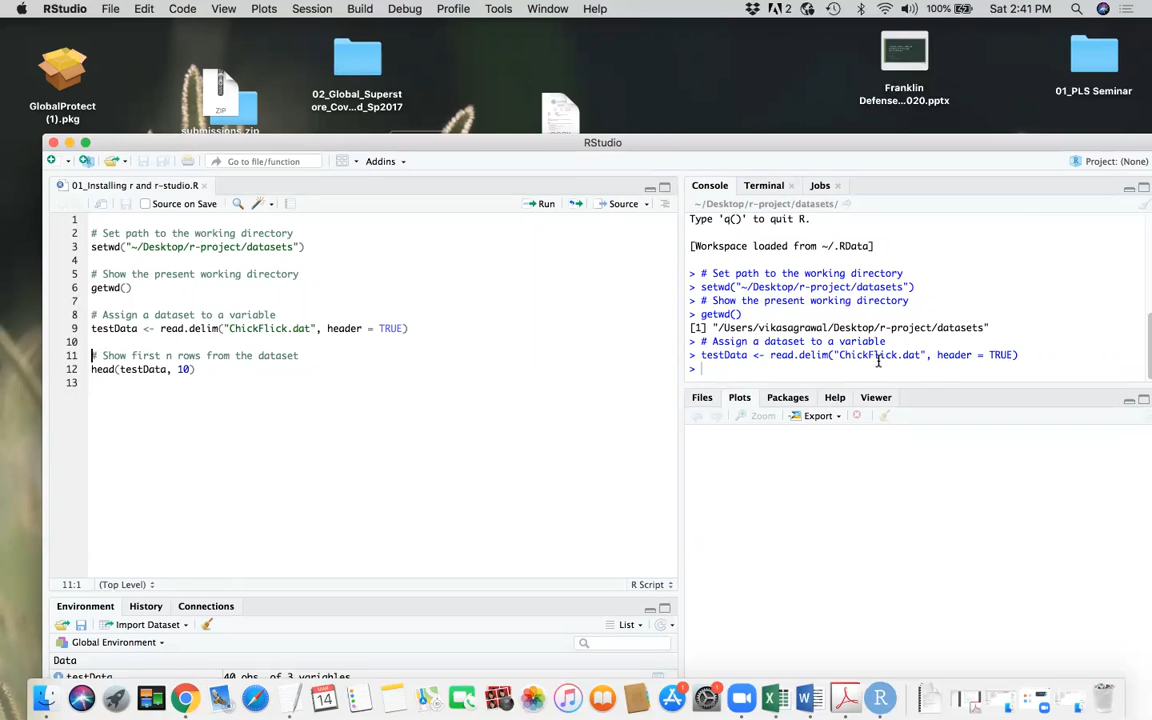 RStudio File Edit Code View Plots Session Build Debug Profile Tools Window Help
2 100% Sat 2:41 PM
GlobalProtect
(1).pkg
ZIP
submissions.zip
02_Global_Superst
ore_Cov...d_Sp2017
Franklin
Defense...020.pptx
01_PLS Seminar
RStudio
Go to file/function Addins Project: (None)
01_Installing r and r-studio.R
Source on Save Run Source
1
2 # Set path to the working directory
3 setwd("~/Desktop/r-project/datasets")
4
5 # Show the present working directory
6 getwd()
7
8 # Assign a dataset to a variable
9 testData <- read.delim("ChickFlick.dat", header = TRUE)
10
11 # Show first n rows from the dataset
12 head(testData, 10)
13
11:1 (Top Level) R Script
Environment History Connections
Import Dataset List
Global Environment
Data
testData 40 obs. of 3 variables
Console Terminal Jobs
~/Desktop/r-project/datasets/
Type 'q()' to quit R.
[Workspace loaded from ~/.RData]
> # Set path to the working directory
> setwd("~/Desktop/r-project/datasets")
> # Show the present working directory
> getwd()
[1] "/Users/vikasagrawal/Desktop/r-project/datasets"
> # Assign a dataset to a variable
> testData <- read.delim("ChickFlick.dat", header = TRUE)
>
Files Plots Packages Help Viewer
Zoom Export
14
1
1